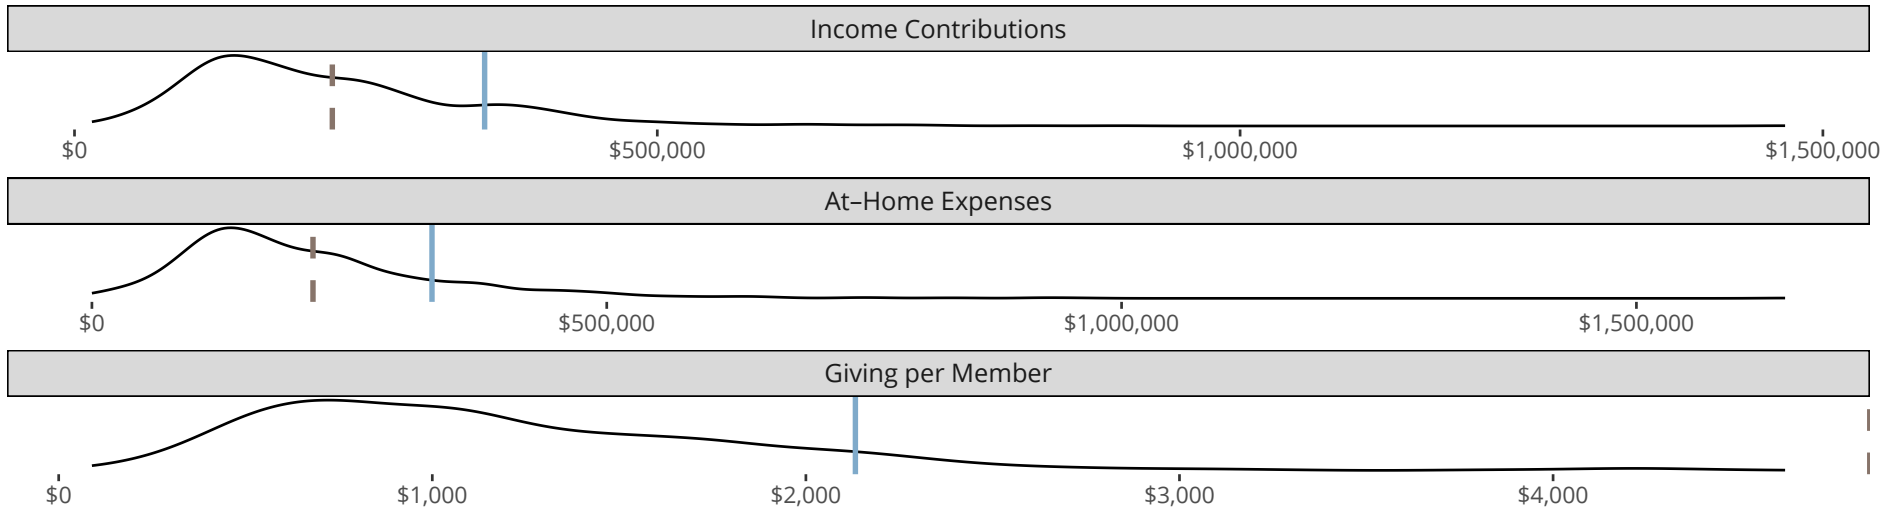 Income Contributions
$0 $500,000 $1,000,000 $1,500,000
At–Home Expenses
$0 $500,000 $1,000,000 $1,500,000
Giving per Member
$0 $1,000 $2,000 $3,000 $4,000